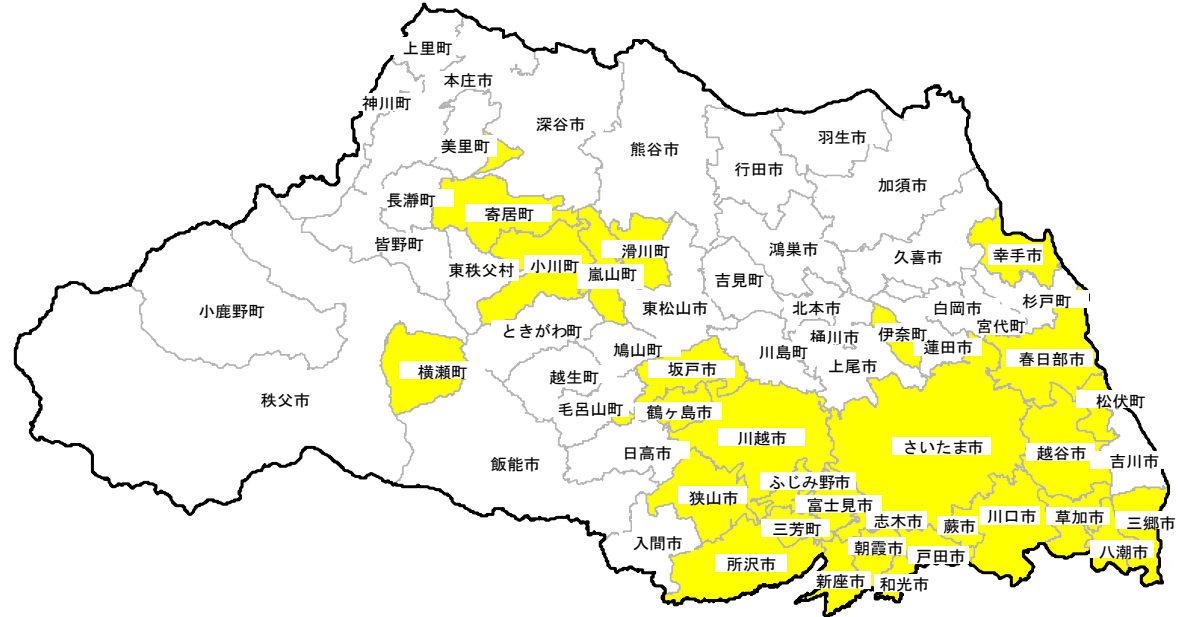 上里町
本庄市
神川町
深谷市
美里町
熊谷市
羽生市
行田市
加須市
長瀞町
寄居町
皆野町
滑川町
鴻巣市
久喜市
幸手市
東秩父村
小川町
嵐山町
吉見町
小鹿野町
東松山市
北本市
白岡市
杉戸町
ときがわ町
桶川市
伊奈町
宮代町
鳩山町
川島町
上尾市
蓮田市
春日部市
横瀬町
越生町
坂戸市
秩父市
毛呂山町
鶴ヶ島市
松伏町
川越市
さいたま市
飯能市
日高市
越谷市
吉川市
狭山市
ふじみ野市
富士見市
三芳町
志木市
蕨市
川口市
草加市
三郷市
入間市
所沢市
朝霞市
戸田市
八潮市
新座市
和光市